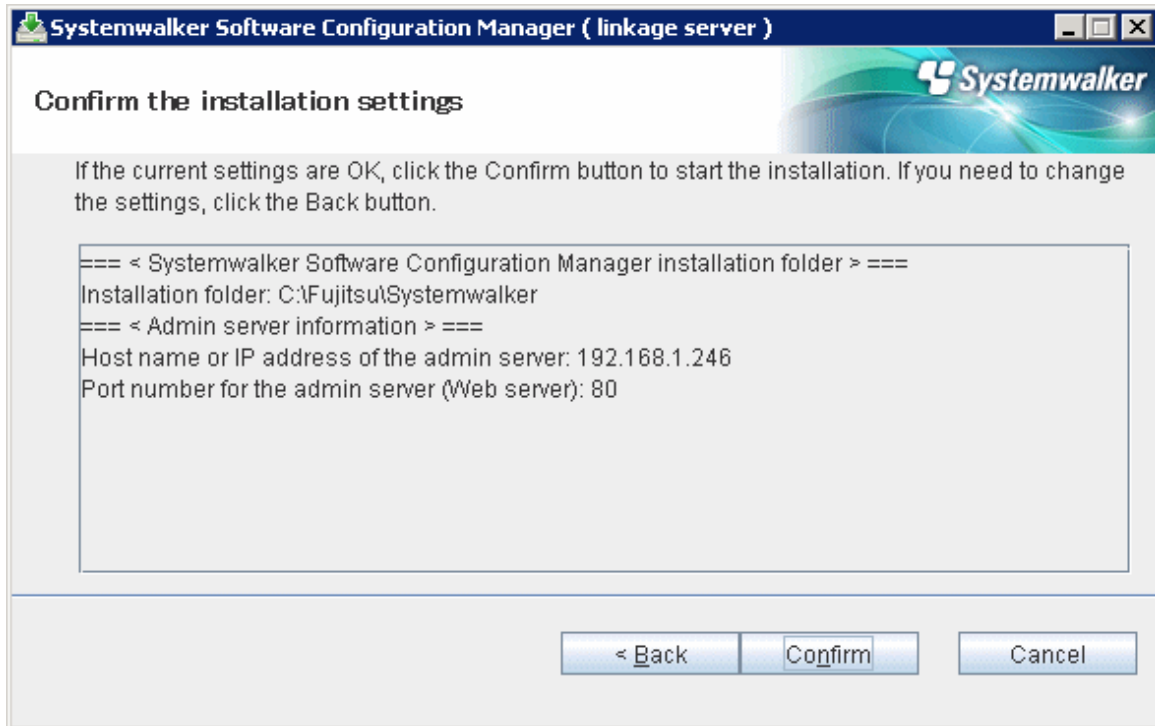 Systemwalker Software Configuration Manager ( linkage server )
Systemwalker
Confirm the installation settings
If the current settings are OK, click the Confirm button to start the installation. If you need to change
the settings, click the Back button.
=== < Systemwalker Software Configuration Manager installation folder > ===
Installation folder: C:\Fujitsu\Systemwalker
=== < Admin server information > ===
Host name or IP address of the admin server: 192.168.1.246
Port number for the admin server (Web server): 80
< Back
Confirm
Cancel